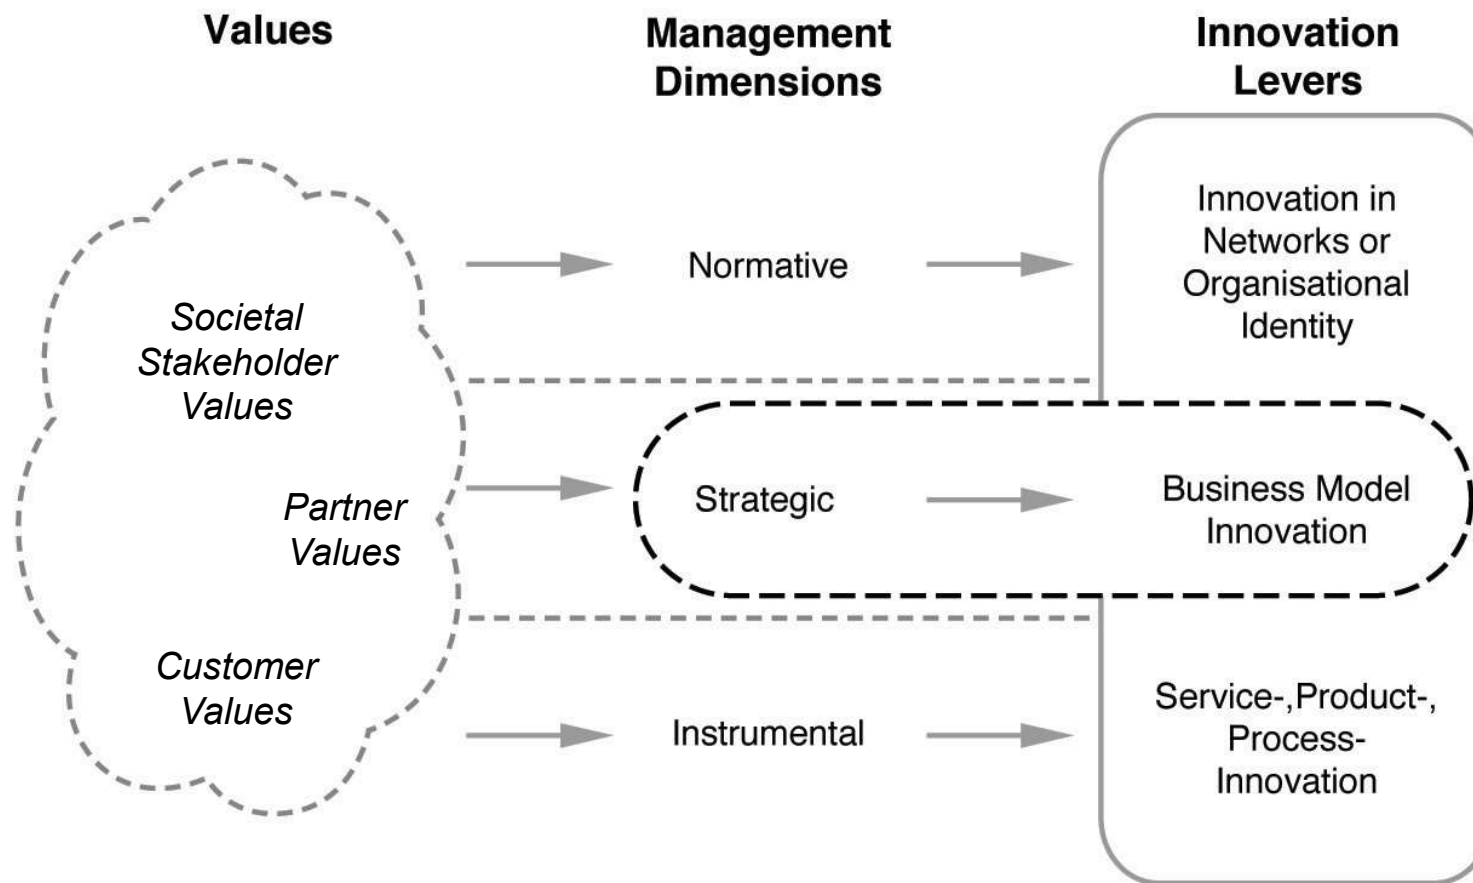 Values
Management
Dimensions
Innovation
Levers
Societal
Stakeholder
Values
Partner
Values
Customer
Values
Normative
Innovation in
Networks or
Organisational
Identity
Strategic
Business Model
Innovation
Instrumental
Service-,Product-,
Process-
Innovation